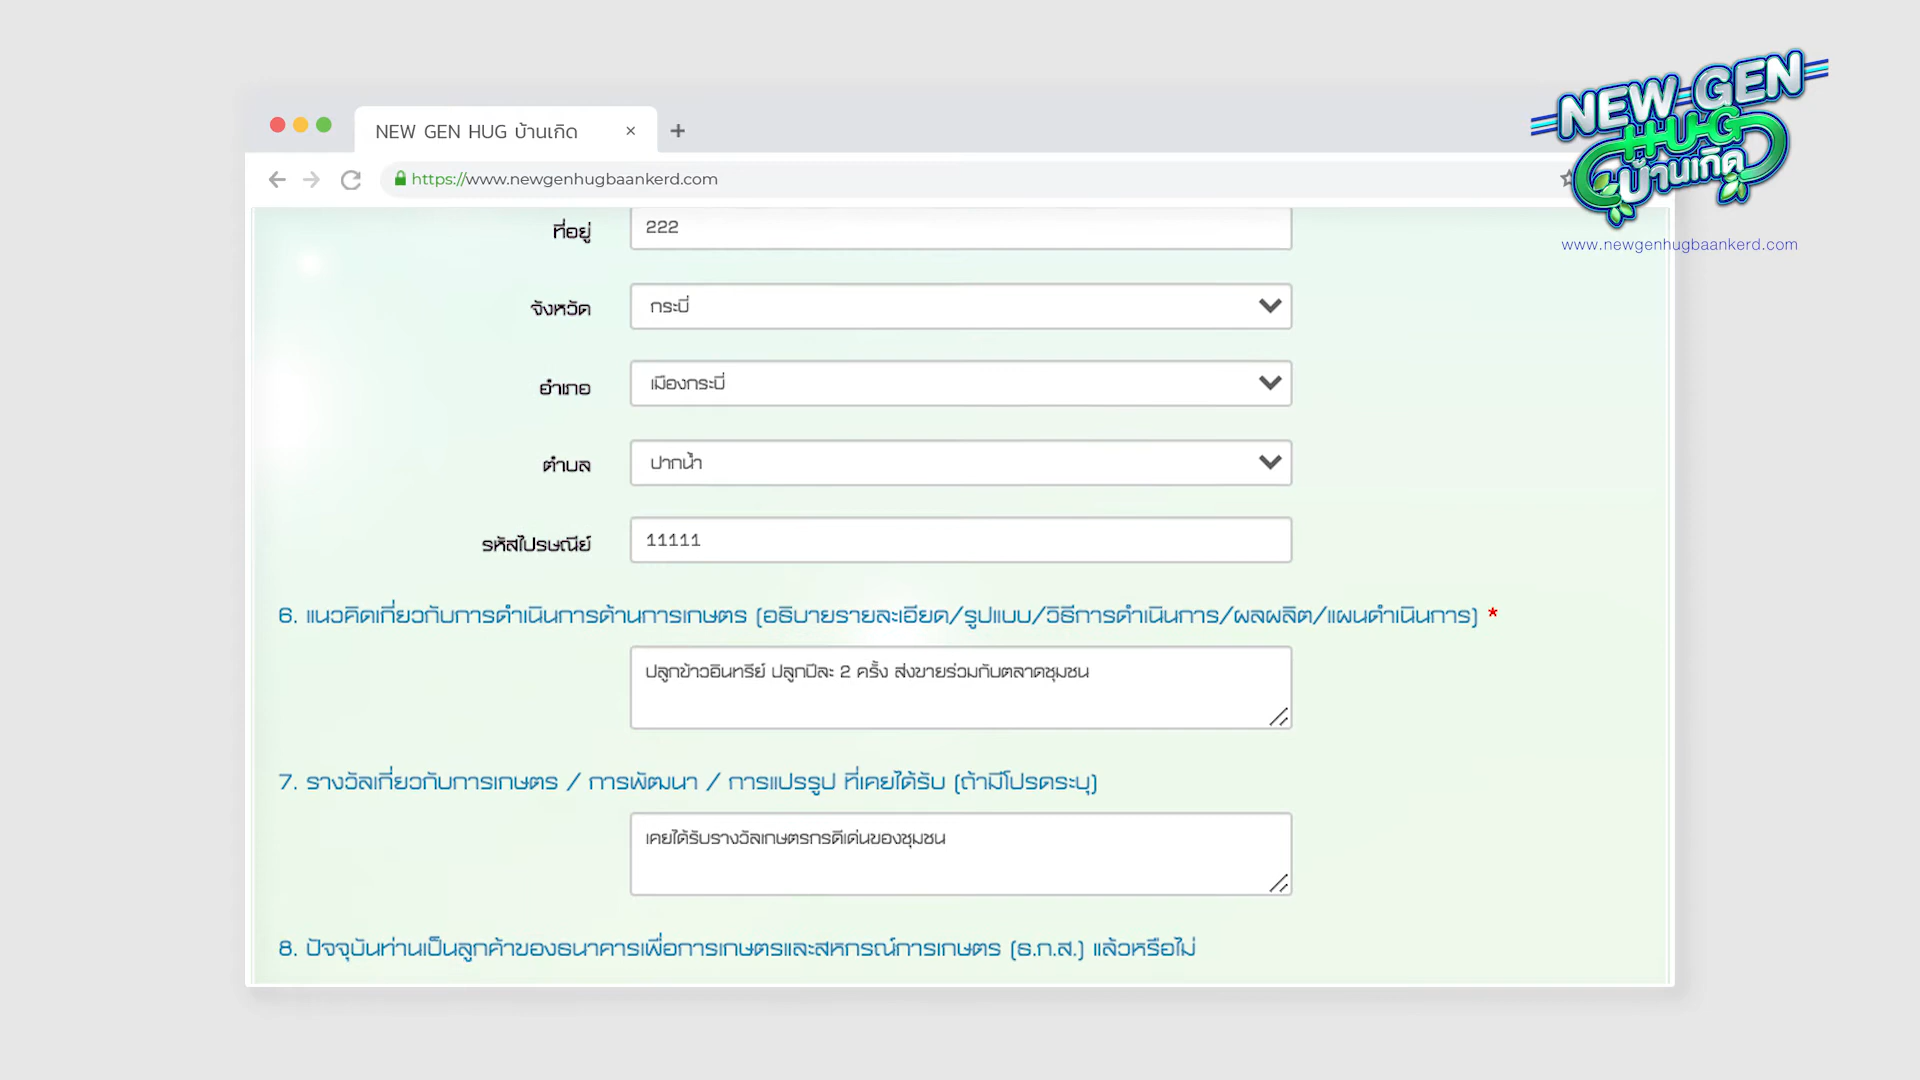 NEW GEN
HUG
บ้านเกิด
www.newgenhugbaankerd.com
NEW GEN HUG บ้านเกิด
https://www.newgenhugbaankerd.com
ที่อยู่ 222
จังหวัด กระบี่
อำเภอ เมืองกระบี่
ตำบล ปากน้ำ
รหัสไปรษณีย์ 11111
6. แนวคิดเกี่ยวกับการดำเนินการด้านการเกษตร (อธิบายรายละเอียด/รูปแบบ/วิธีการดำเนินการ/ผลผลิต/แผนดำเนินการ) *
ปลูกข้าวอินทรีย์ ปลูกปีละ 2 ครั้ง ส่งขายร่วมกับตลาดชุมชน
7. รางวัลเกี่ยวกับการเกษตร / การพัฒนา / การแปรรูป ที่เคยได้รับ (ถ้ามีโปรดระบุ)
เคยได้รับรางวัลเกษตรกรดีเด่นของชุมชน
8. ปัจจุบันท่านเป็นลูกค้าของธนาคารเพื่อการเกษตรและสหกรณ์การเกษตร (ธ.ก.ส.) แล้วหรือไม่